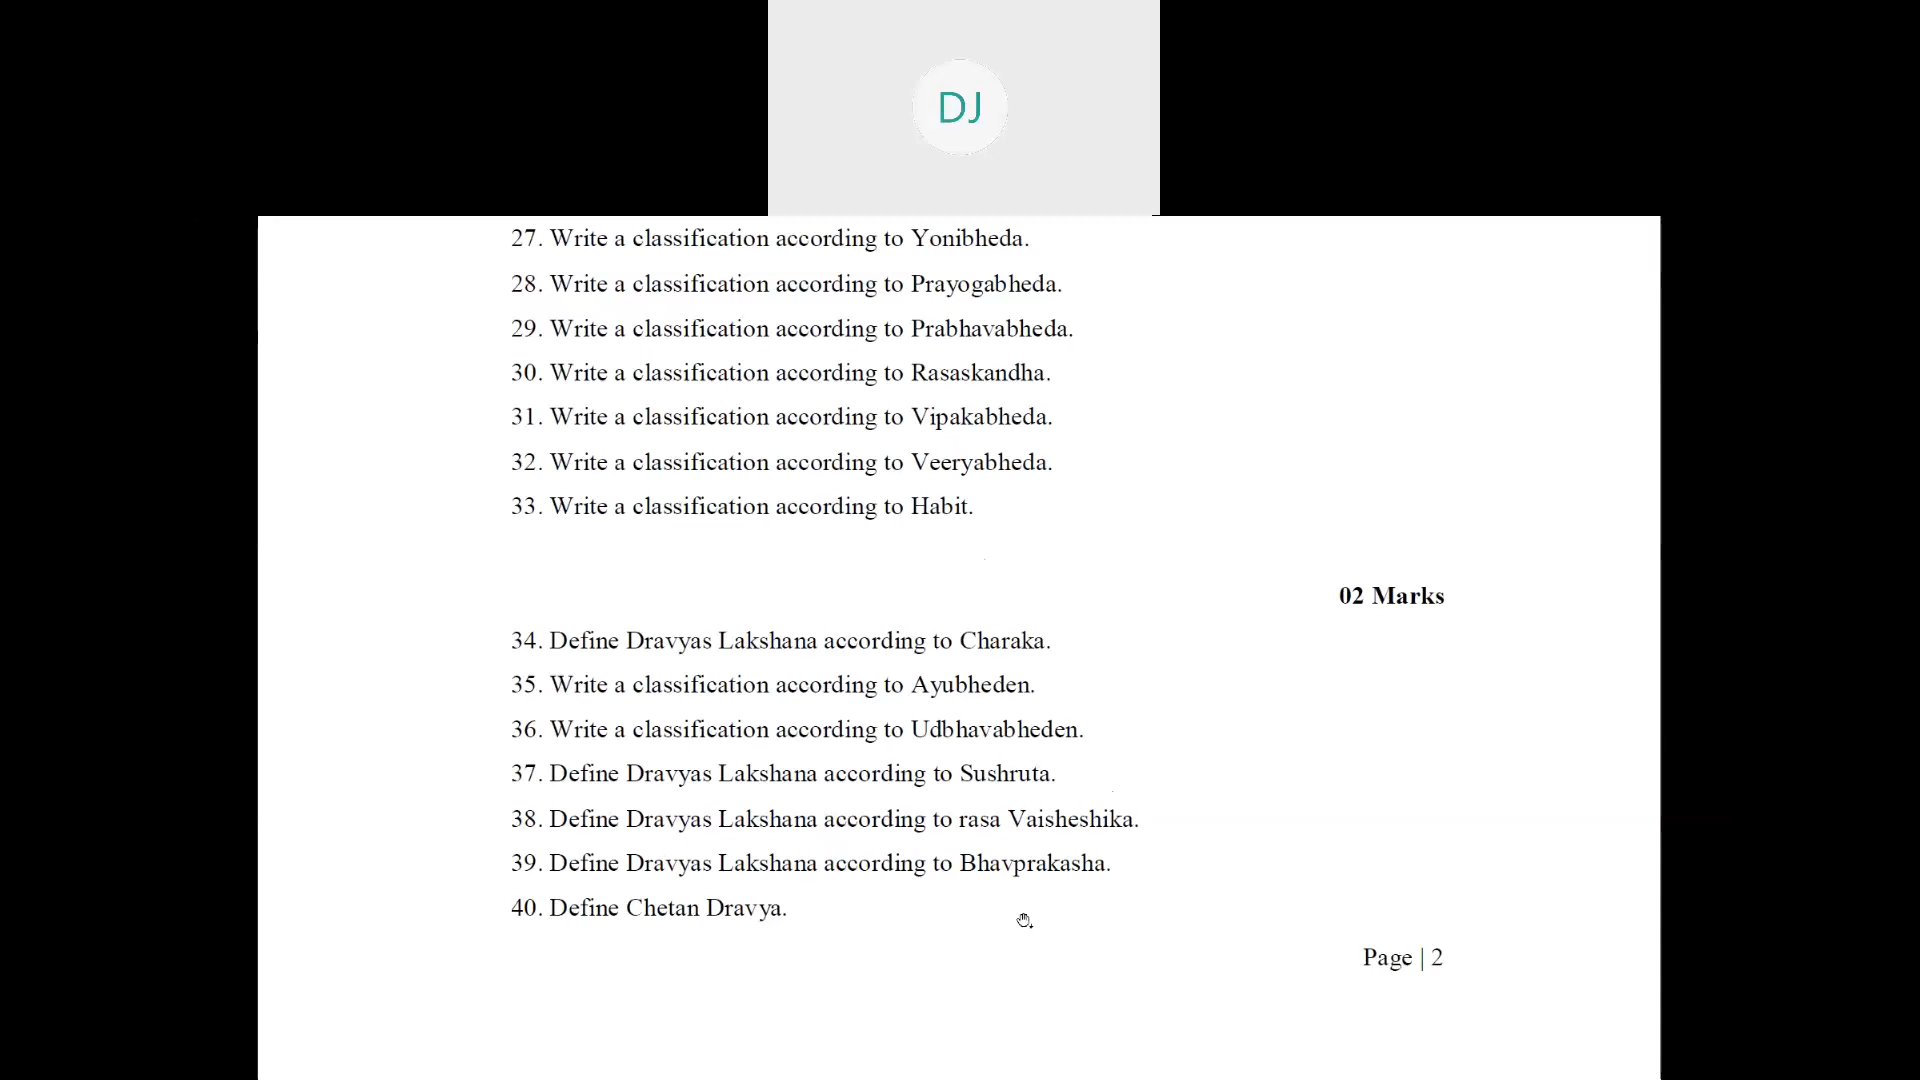 DJ
27. Write a classification according to Yonibheda.
28. Write a classification according to Prayogabheda.
29. Write a classification according to Prabhavabheda.
30. Write a classification according to Rasaskandha.
31. Write a classification according to Vipakabheda.
32. Write a classification according to Veeryabheda.
33. Write a classification according to Habit.
02 Marks
34. Define Dravyas Lakshana according to Charaka.
35. Write a classification according to Ayubheden.
36. Write a classification according to Udbhavabheden.
37. Define Dravyas Lakshana according to Sushruta.
38. Define Dravyas Lakshana according to rasa Vaisheshika.
39. Define Dravyas Lakshana according to Bhavprakasha.
40. Define Chetan Dravya.
Page | 2